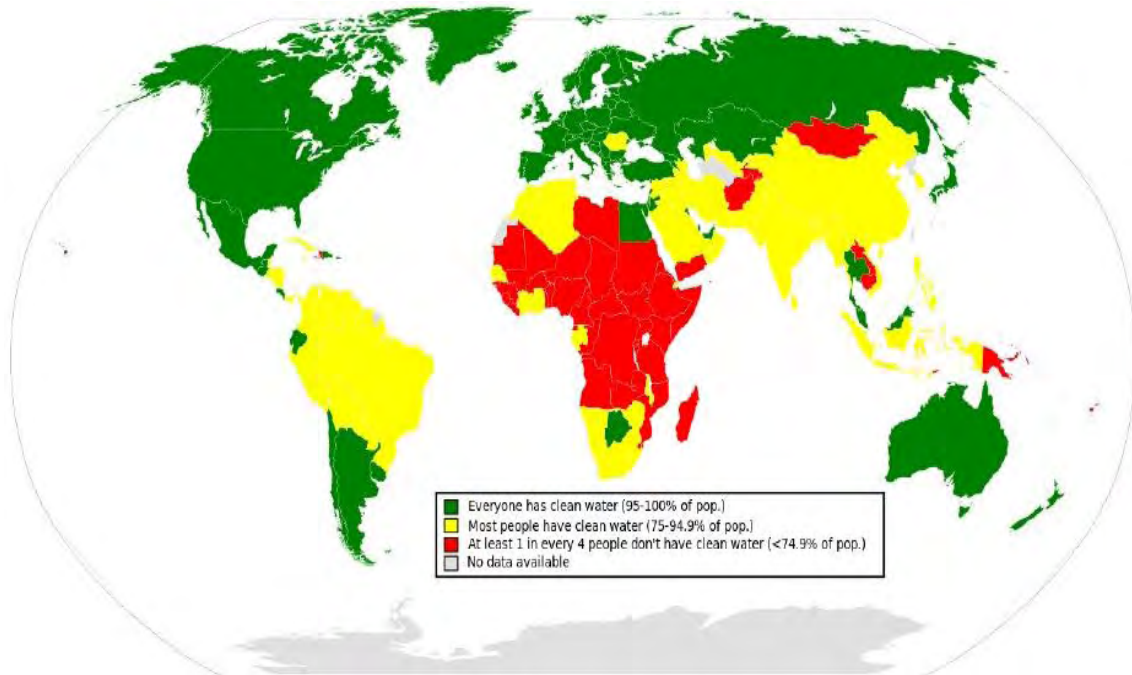 Everyone has clean water (95-100% of pop.)
Most people have clean water (75-94.9% of pop.)
At least 1 in every 4 people don't have clean water (<74.9% of pop.)
No data available